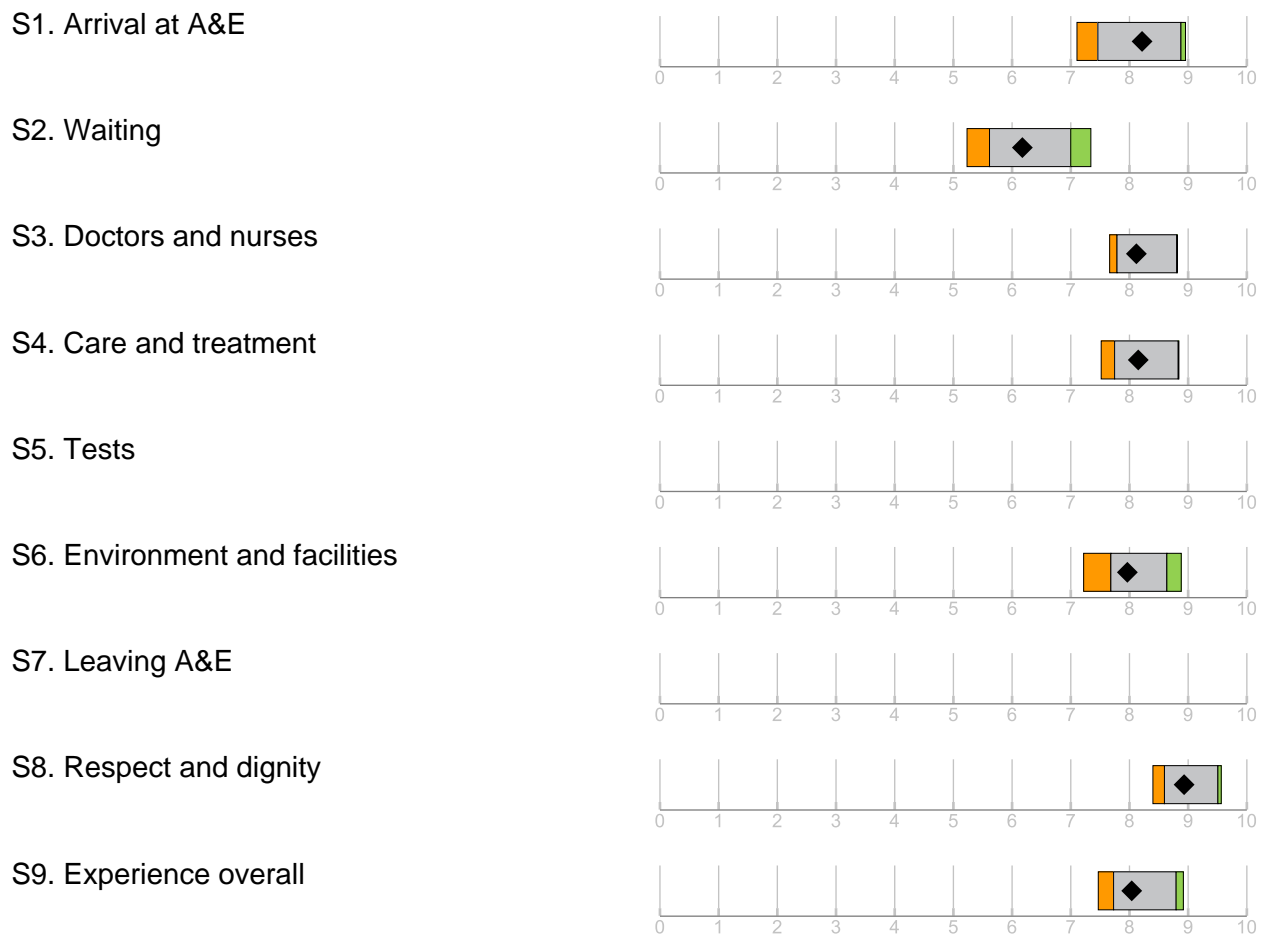 S1. Arrival at A&E
0 1 2 3 4 5 6 7 8 9 10
S2. Waiting
0 1 2 3 4 5 6 7 8 9 10
S3. Doctors and nurses
0 1 2 3 4 5 6 7 8 9 10
S4. Care and treatment
0 1 2 3 4 5 6 7 8 9 10
S5. Tests
0 1 2 3 4 5 6 7 8 9 10
S6. Environment and facilities
0 1 2 3 4 5 6 7 8 9 10
S7. Leaving A&E
0 1 2 3 4 5 6 7 8 9 10
S8. Respect and dignity
0 1 2 3 4 5 6 7 8 9 10
S9. Experience overall
0 1 2 3 4 5 6 7 8 9 10